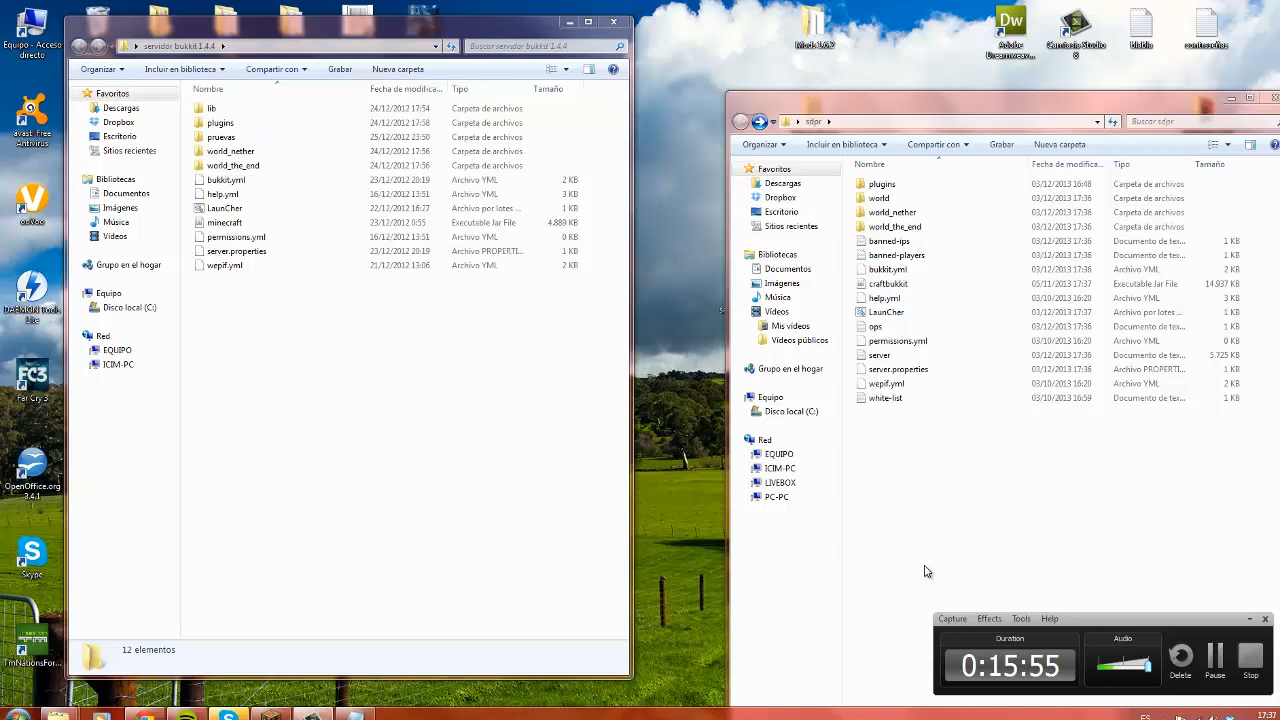 Equipo - Acceso
directo
avast! Free
Antivirus
ooVoo
DAEMON Tools
Lite
Far Cry 3
OpenOffice.org
3.4.1
Skype
TmNationsFor...
Mods 1.6.2
Adobe
Dreamweav...
Camtasia Studio
8
blabla
contraseñas
servidor bukkit 1.4.4
Buscar servidor bukkit 1.4.4
Organizar Incluir en biblioteca Compartir con Grabar Nueva carpeta
Nombre Fecha de modifica... Tipo Tamaño
Favoritos
Descargas
Dropbox
Escritorio
Sitios recientes
Bibliotecas
Documentos
Imágenes
Música
Vídeos
Grupo en el hogar
Equipo
Disco local (C:)
Red
EQUIPO
ICIM-PC
lib 24/12/2012 17:54 Carpeta de archivos
plugins 24/12/2012 17:58 Carpeta de archivos
pruevas 25/12/2012 23:50 Carpeta de archivos
world_nether 24/12/2012 17:56 Carpeta de archivos
world_the_end 24/12/2012 17:56 Carpeta de archivos
bukkit.yml 23/12/2012 20:19 Archivo YML 2 KB
help.yml 16/12/2012 13:51 Archivo YML 3 KB
LaunCher 22/12/2012 16:27 Archivo por lotes ... 1 KB
minecraft 23/12/2012 0:55 Executable Jar File 4.889 KB
permissions.yml 16/12/2012 13:51 Archivo YML 0 KB
server.properties 23/12/2012 20:19 Archivo PROPERTI... 1 KB
wepif.yml 21/12/2012 13:06 Archivo YML 2 KB
12 elementos
sdpr
Buscar sdpr
Organizar Incluir en biblioteca Compartir con Grabar Nueva carpeta
Nombre Fecha de modifica... Tipo Tamaño
Favoritos
Descargas
Dropbox
Escritorio
Sitios recientes
Bibliotecas
Documentos
Imágenes
Música
Vídeos
Mis vídeos
Vídeos públicos
Grupo en el hogar
Equipo
Disco local (C:)
Red
EQUIPO
ICIM-PC
LIVEBOX
PC-PC
plugins 03/12/2013 16:48 Carpeta de archivos
world 03/12/2013 17:36 Carpeta de archivos
world_nether 03/12/2013 17:36 Carpeta de archivos
world_the_end 03/12/2013 17:36 Carpeta de archivos
banned-ips 03/12/2013 17:36 Documento de tex... 1 KB
banned-players 03/12/2013 17:36 Documento de tex... 1 KB
bukkit.yml 03/12/2013 17:36 Archivo YML 2 KB
craftbukkit 05/11/2013 17:31 Executable Jar File 14.937 KB
help.yml 03/10/2013 16:20 Archivo YML 3 KB
LaunCher 03/12/2013 17:37 Archivo por lotes ... 1 KB
ops 03/12/2013 17:36 Documento de tex... 1 KB
permissions.yml 03/10/2013 16:20 Archivo YML 0 KB
server 03/12/2013 17:36 Documento de tex... 5.725 KB
server.properties 03/12/2013 17:36 Archivo PROPERTI... 1 KB
wepif.yml 03/10/2013 16:20 Archivo YML 2 KB
white-list 03/10/2013 16:59 Documento de tex... 1 KB
Capture Effects Tools Help
Duration Audio
0:15:55
Delete Pause Stop
ES
17:37